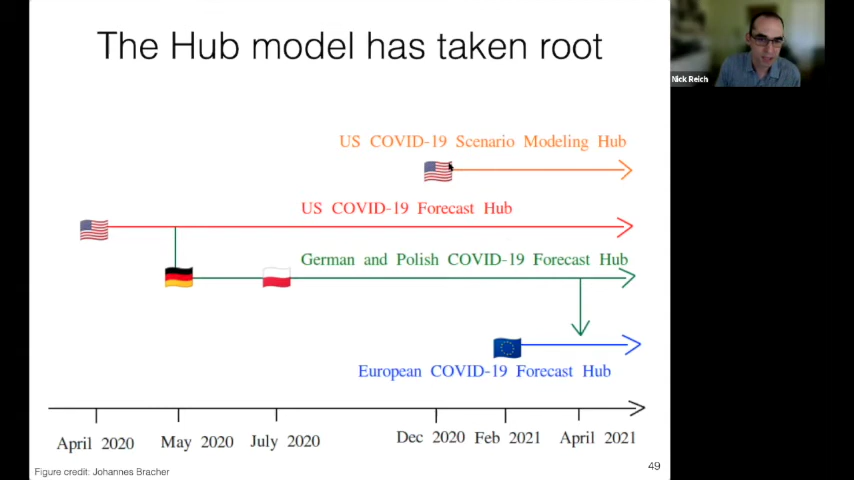 The Hub model has taken root
Nick Reich
US COVID-19 Scenario Modeling Hub
US COVID-19 Forecast Hub
German and Polish COVID-19 Forecast Hub
European COVID-19 Forecast Hub
April 2020 May 2020 July 2020 Dec 2020 Feb 2021 April 2021
Figure credit: Johannes Bracher
49